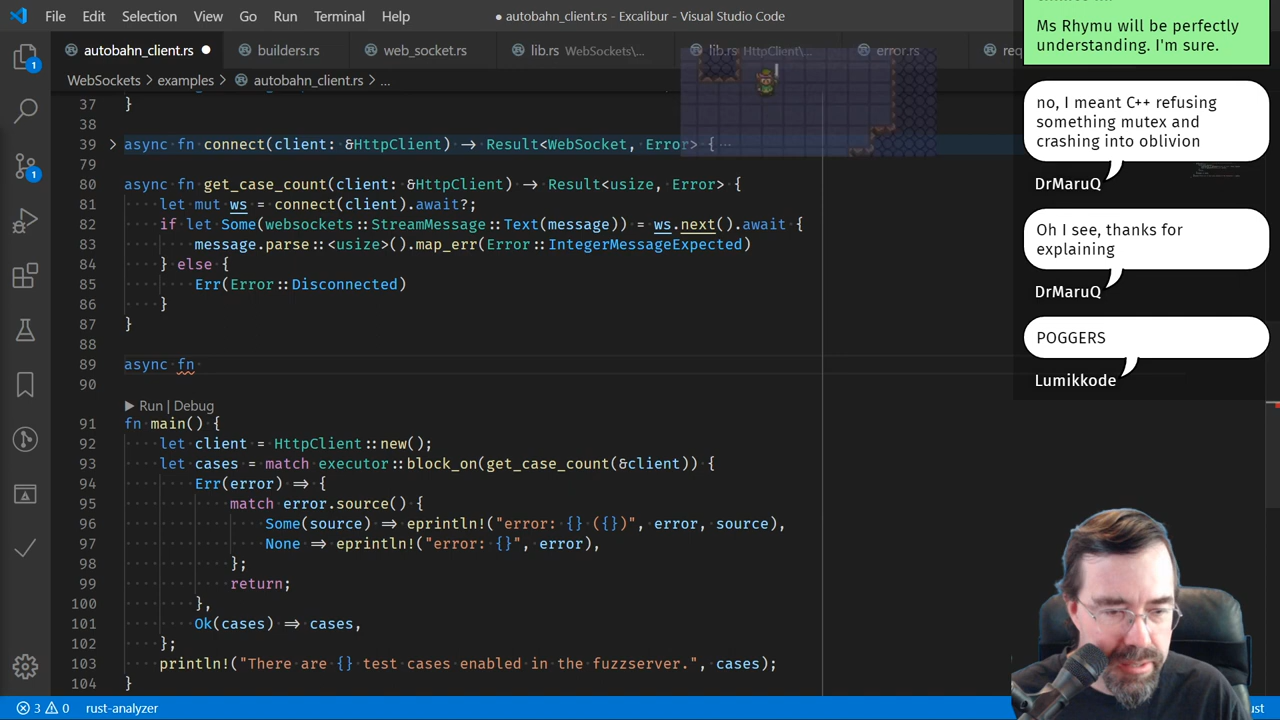 File Edit Selection View Go Run Terminal Help
● autobahn_client.rs - Excalibur - Visual Studio Code
autobahn_client.rs ● builders.rs web_socket.rs lib.rs WebSockets\... lib.rs HttpClient\... error.rs req
WebSockets > examples > autobahn_client.rs > ...
37 }
38
39 async fn connect(client: &HttpClient) -> Result<WebSocket, Error> { ...
79
80 async fn get_case_count(client: &HttpClient) -> Result<usize, Error> {
81 let mut ws = connect(client).await?;
82 if let Some(websockets::StreamMessage::Text(message)) = ws.next().await {
83 message.parse::<usize>().map_err(Error::IntegerMessageExpected)
84 } else {
85 Err(Error::Disconnected)
86 }
87 }
88
89 async fn
90
Run | Debug
91 fn main() {
92 let client = HttpClient::new();
93 let cases = match executor::block_on(get_case_count(&client)) {
94 Err(error) => {
95 match error.source() {
96 Some(source) => eprintln!("error: {} ({})", error, source),
97 None => eprintln!("error: {}", error),
98 };
99 return;
100 },
101 Ok(cases) => cases,
102 };
103 println!("There are {} test cases enabled in the fuzzserver.", cases);
104 }
1
1
3 0 rust-analyzer
Ms Rhymu will be perfectly
understanding. I'm sure.
no, I meant C++ refusing
something mutex and
crashing into oblivion
DrMaruQ
Oh I see, thanks for
explaining
DrMaruQ
POGGERS
Lumikkode